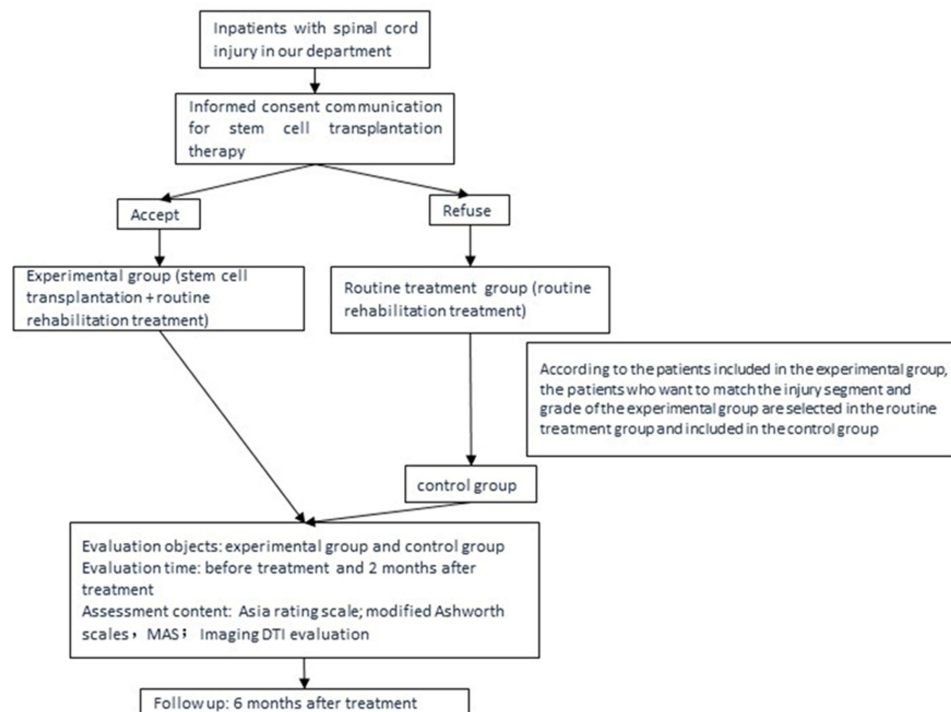 Inpatients with spinal cord
injury in our department
Informed consent communication
for stem cell transplantation
therapy
Accept
Refuse
Experimental group (stem cell
transplantation + routine
rehabilitation treatment)
Routine treatment group (routine
rehabilitation treatment)
According to the patients included in the experimental group,
the patients who want to match the injury segment and
grade of the experimental group are selected in the routine
treatment group and included in the control group
control group
Evaluation objects: experimental group and control group
Evaluation time: before treatment and 2 months after
treatment
Assessment content: Asia rating scale; modified Ashworth
scales，MAS； Imaging DTI evaluation
Follow up: 6 months after treatment